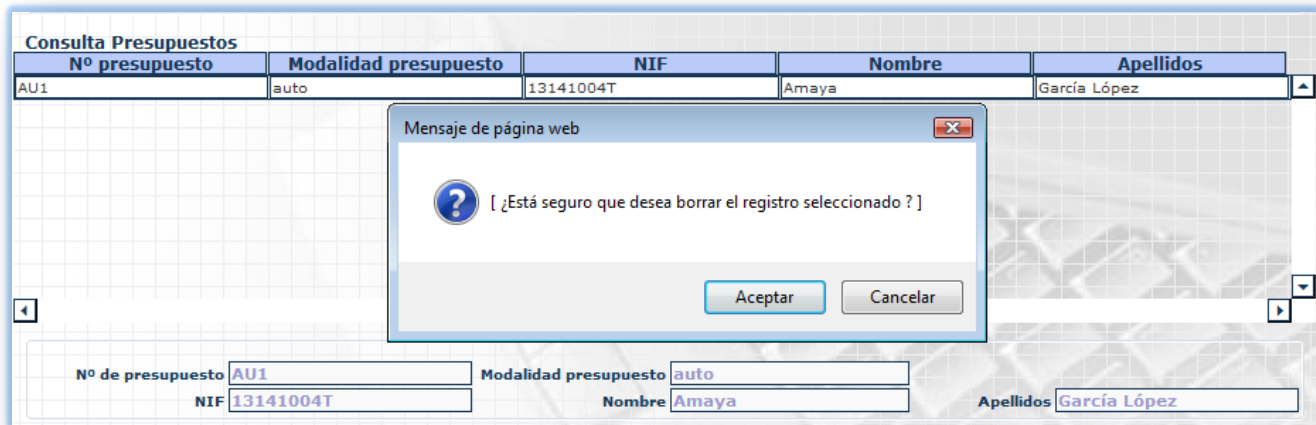 Consulta Presupuestos
Nº presupuesto Modalidad presupuesto NIF Nombre Apellidos
AU1 auto 13141004T Amaya García López
Mensaje de página web
[ ¿Está seguro que desea borrar el registro seleccionado ? ]
Aceptar Cancelar
Nº de presupuesto AU1 Modalidad presupuesto auto
NIF 13141004T Nombre Amaya Apellidos García López